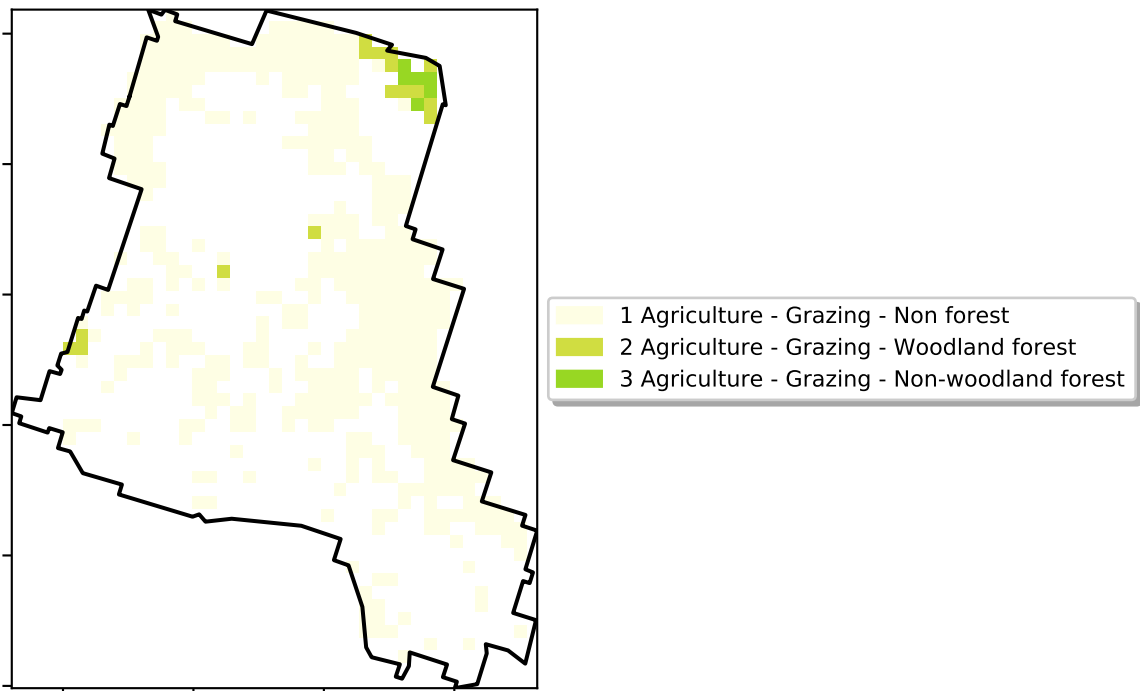 1 Agriculture - Grazing - Non forest
2 Agriculture - Grazing - Woodland forest
3 Agriculture - Grazing - Non-woodland forest